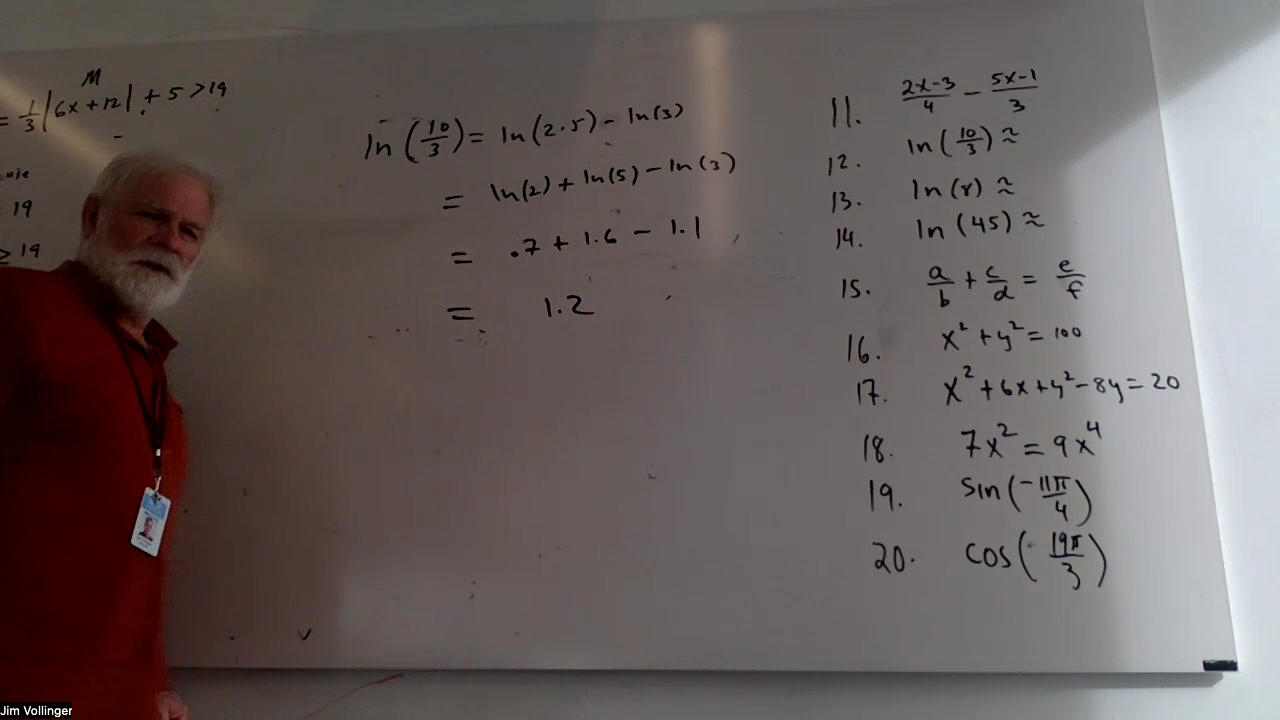 M
= 1/3 |6x+12| + 5 > 19
19
≥ 19
ln(10/3) = ln(2·5) - ln(3)
= ln(2) + ln(5) - ln(3)
= .7 + 1.6 - 1.1
= 1.2
11. (2x-3)/4 - (5x-1)/3
12. ln(10/3) ≈
13. ln(8) ≈
14. ln(45) ≈
15. a/b + c/d = e/f
16. x² + y² = 100
17. x² + 6x + y² - 8y = 20
18. 7x² = 9x⁴
19. sin(-11π/4)
20. cos(-19π/3)
Jim Vollinger